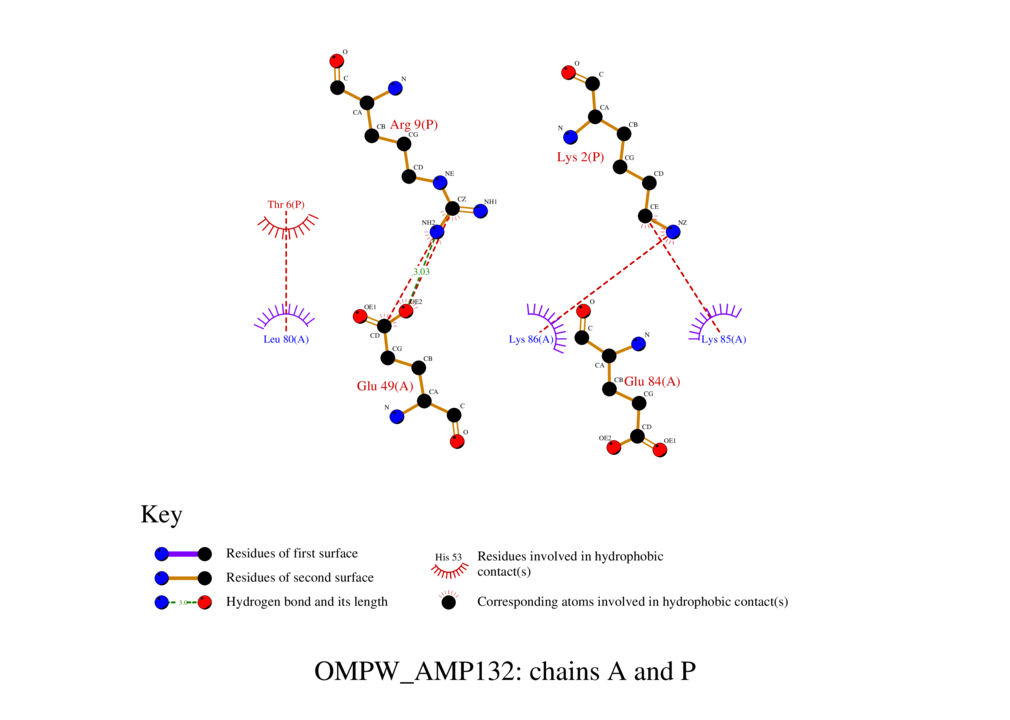 O
C
N
CA
CB
Arg 9(P)
CG
CD
NE
CZ
NH1
NH2
O
C
CA
N
CB
Lys 2(P)
CG
CD
CE
NZ
Thr 6(P)
3.03
Leu 80(A)
OE1
OE2
CD
CG
CB
Glu 49(A)
CA
N
C
O
Lys 86(A)
Lys 85(A)
O
C
N
CA
CB
Glu 84(A)
CG
CD
OE2
OE1
Key
Residues of first surface
Residues of second surface
3.0
Hydrogen bond and its length
His 53
Residues involved in hydrophobic
contact(s)
Corresponding atoms involved in hydrophobic contact(s)
OMPW_AMP132: chains A and P